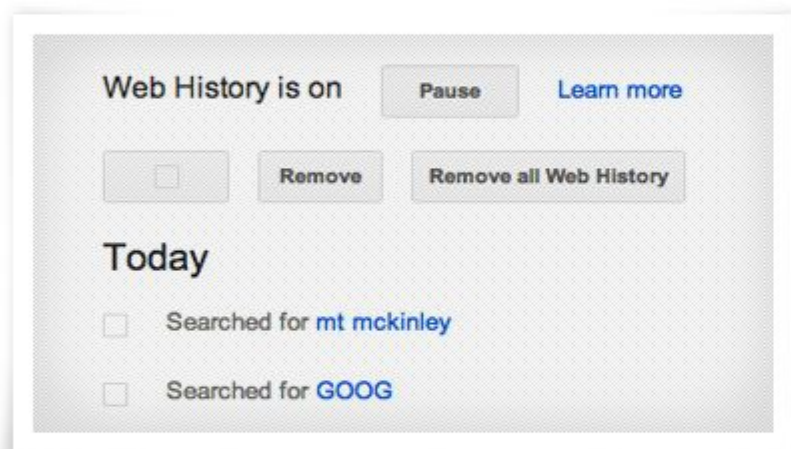 Web History is on Pause Learn more
Remove Remove all Web History
Today
Searched for mt mckinley
Searched for GOOG